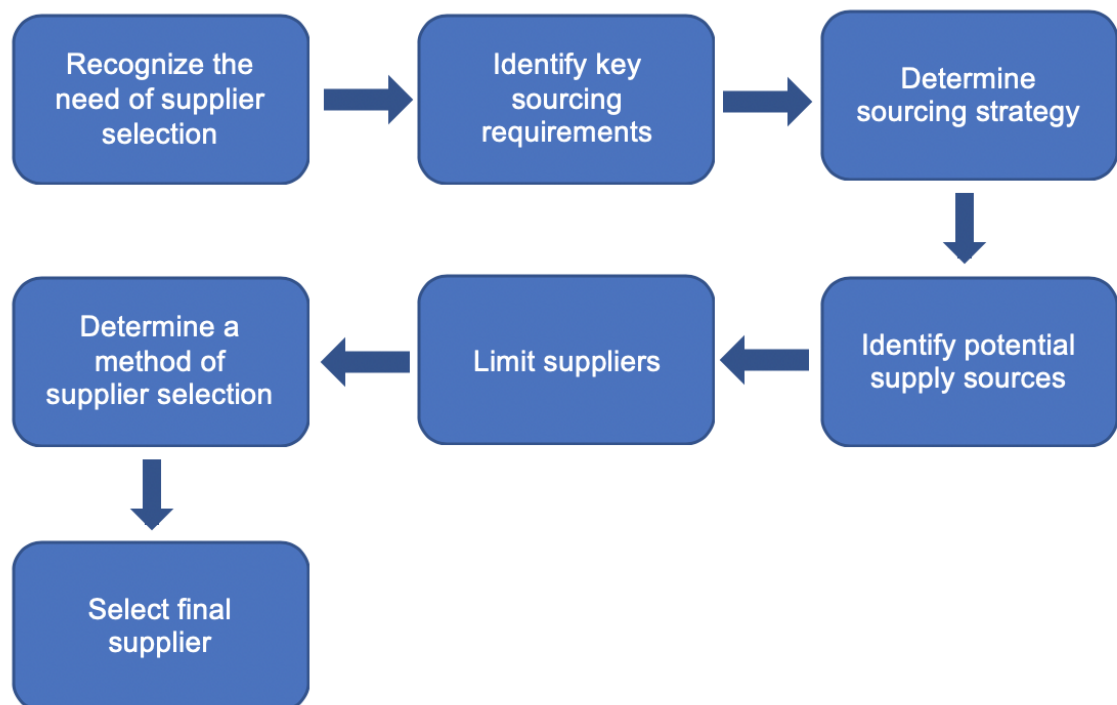 Recognize the
need of supplier
selection
Identify key
sourcing
requirements
Determine
sourcing strategy
Identify potential
supply sources
Limit suppliers
Determine a
method of
supplier selection
Select final
supplier